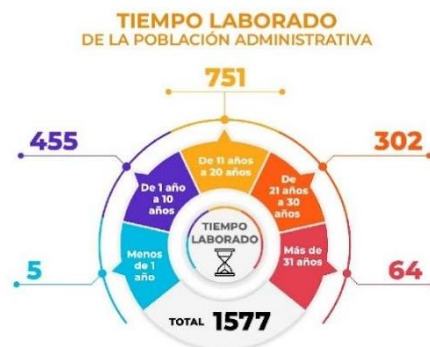 TIEMPO LABORADO
DE LA POBLACIÓN ADMINISTRATIVA
751
455
302
De 11 años
a 20 años
De 1 año
a 10
años
De
21 años
a 30
años
TIEMPO
LABORADO
Menos
de 1
año
Más de
31 años
5
64
TOTAL 1577